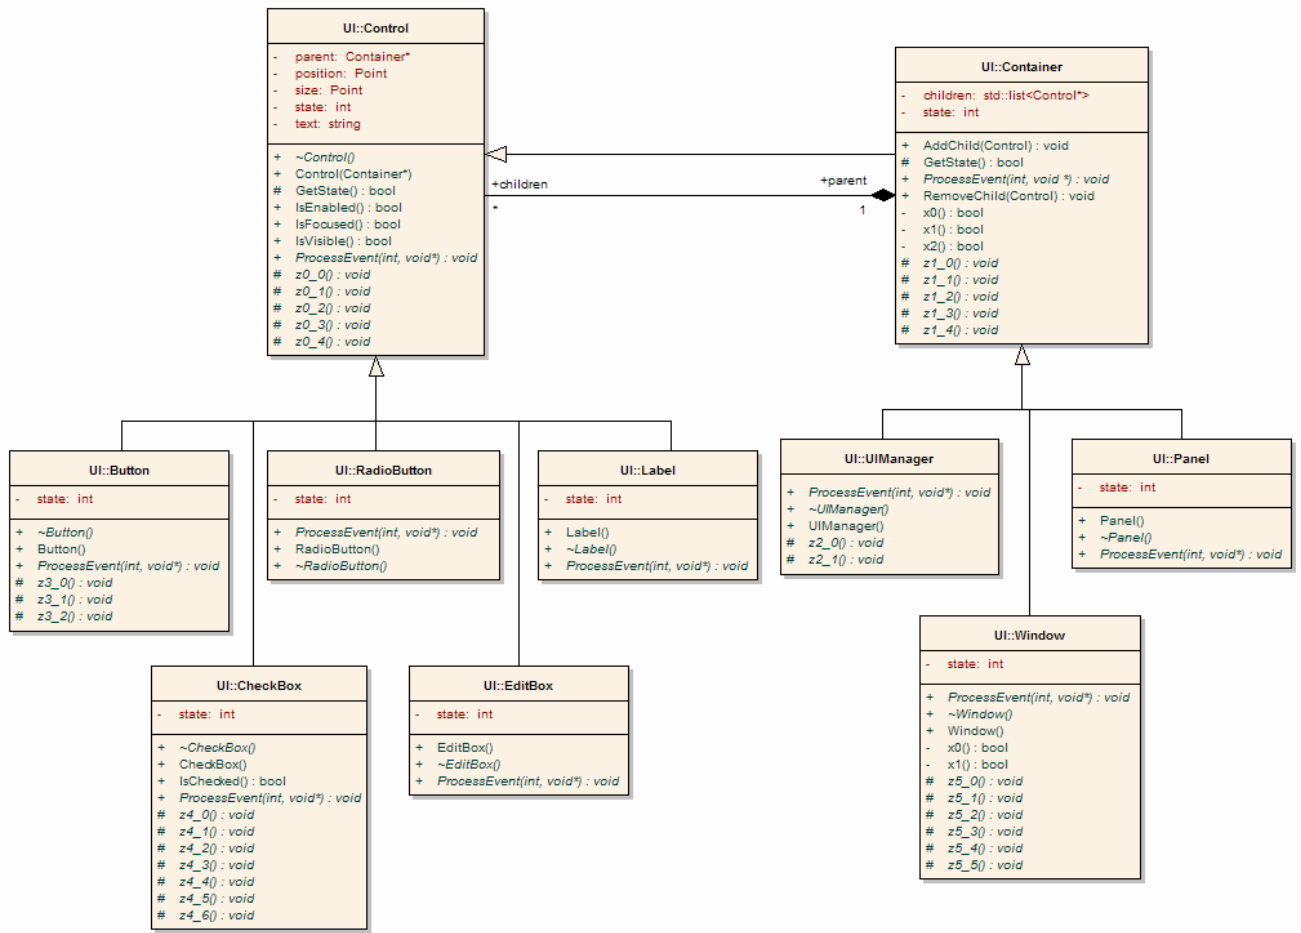 UI::Control
- parent: Container*
- position: Point
- size: Point
- state: int
- text: string
+ ~Control()
+ Control(Container*)
# GetState() : bool
+ IsEnabled() : bool
+ IsFocused() : bool
+ IsVisible() : bool
+ ProcessEvent(int, void*) : void
# z0_0() : void
# z0_1() : void
# z0_2() : void
# z0_3() : void
# z0_4() : void
+children
*
+parent
1
UI::Container
- children: std::list<Control*>
- state: int
+ AddChild(Control) : void
# GetState() : bool
+ ProcessEvent(int, void *) : void
+ RemoveChild(Control) : void
- x0() : bool
- x1() : bool
- x2() : bool
# z1_0() : void
# z1_1() : void
# z1_2() : void
# z1_3() : void
# z1_4() : void
UI::Button
- state: int
+ ~Button()
+ Button()
+ ProcessEvent(int, void*) : void
# z3_0() : void
# z3_1() : void
# z3_2() : void
UI::RadioButton
- state: int
+ ProcessEvent(int, void*) : void
+ RadioButton()
+ ~RadioButton()
UI::Label
- state: int
+ Label()
+ ~Label()
+ ProcessEvent(int, void*) : void
UI::UIManager
+ ProcessEvent(int, void*) : void
+ ~UIManager()
+ UIManager()
# z2_0() : void
# z2_1() : void
UI::Panel
- state: int
+ Panel()
+ ~Panel()
+ ProcessEvent(int, void*) : void
UI::CheckBox
- state: int
+ ~CheckBox()
+ CheckBox()
+ IsChecked() : bool
+ ProcessEvent(int, void*) : void
# z4_0() : void
# z4_1() : void
# z4_2() : void
# z4_3() : void
# z4_4() : void
# z4_5() : void
# z4_6() : void
UI::EditBox
- state: int
+ EditBox()
+ ~EditBox()
+ ProcessEvent(int, void*) : void
UI::Window
- state: int
+ ProcessEvent(int, void*) : void
+ ~Window()
+ Window()
- x0() : bool
- x1() : bool
# z5_0() : void
# z5_1() : void
# z5_2() : void
# z5_3() : void
# z5_4() : void
# z5_5() : void